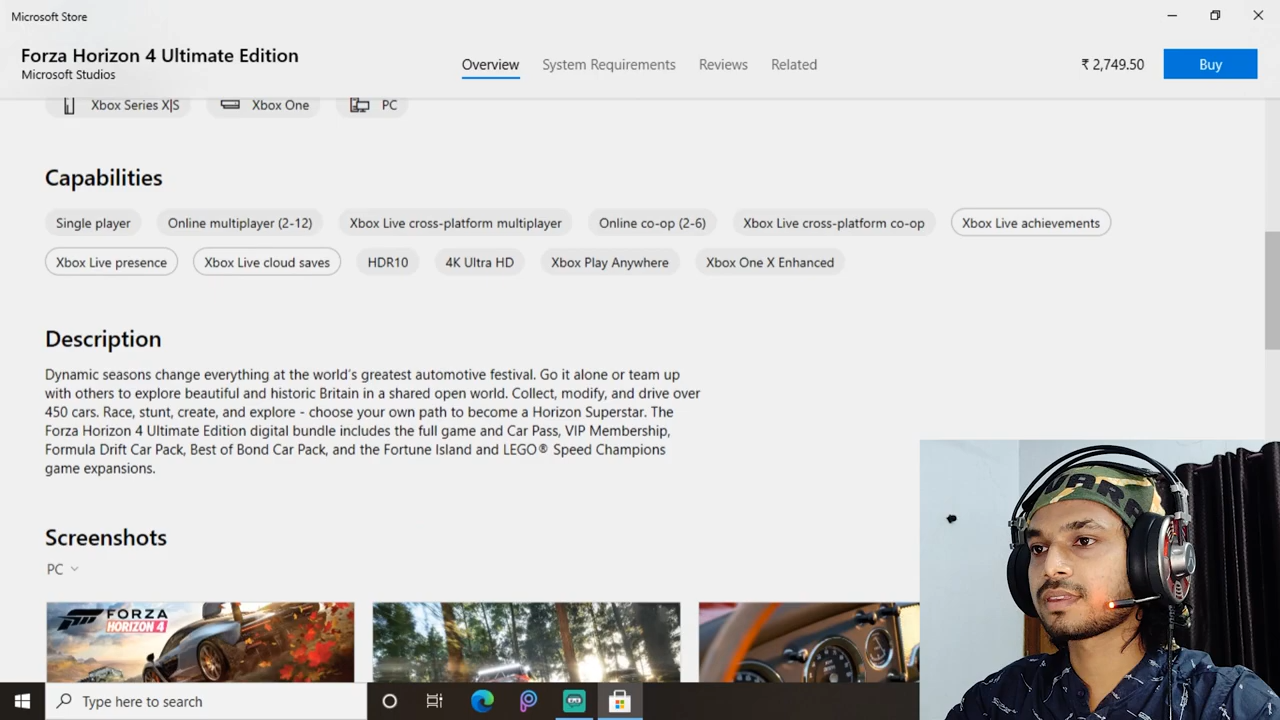 Microsoft Store
Forza Horizon 4 Ultimate Edition
Microsoft Studios
Overview
System Requirements
Reviews
Related
₹ 2,749.50
Buy
Xbox Series X|S
Xbox One
PC
Capabilities
Single player
Online multiplayer (2-12)
Xbox Live cross-platform multiplayer
Online co-op (2-6)
Xbox Live cross-platform co-op
Xbox Live achievements
Xbox Live presence
Xbox Live cloud saves
HDR10
4K Ultra HD
Xbox Play Anywhere
Xbox One X Enhanced
Description
Dynamic seasons change everything at the world's greatest automotive festival. Go it alone or team up
with others to explore beautiful and historic Britain in a shared open world. Collect, modify, and drive over
450 cars. Race, stunt, create, and explore - choose your own path to become a Horizon Superstar. The
Forza Horizon 4 Ultimate Edition digital bundle includes the full game and Car Pass, VIP Membership,
Formula Drift Car Pack, Best of Bond Car Pack, and the Fortune Island and LEGO® Speed Champions
game expansions.
Screenshots
PC
FORZA
HORIZON 4
Type here to search